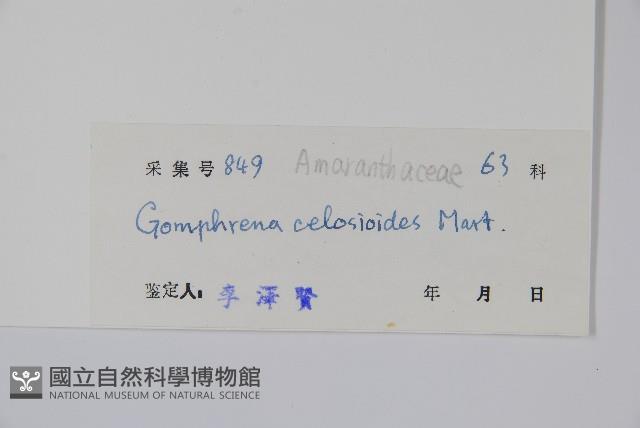 采集号 849 Amaranthaceae 63 科
Gomphrena celosioides Mart.
鉴定人: 李泽賢 年 月 日
國立自然科學博物館
NATIONAL MUSEUM OF NATURAL SCIENCE